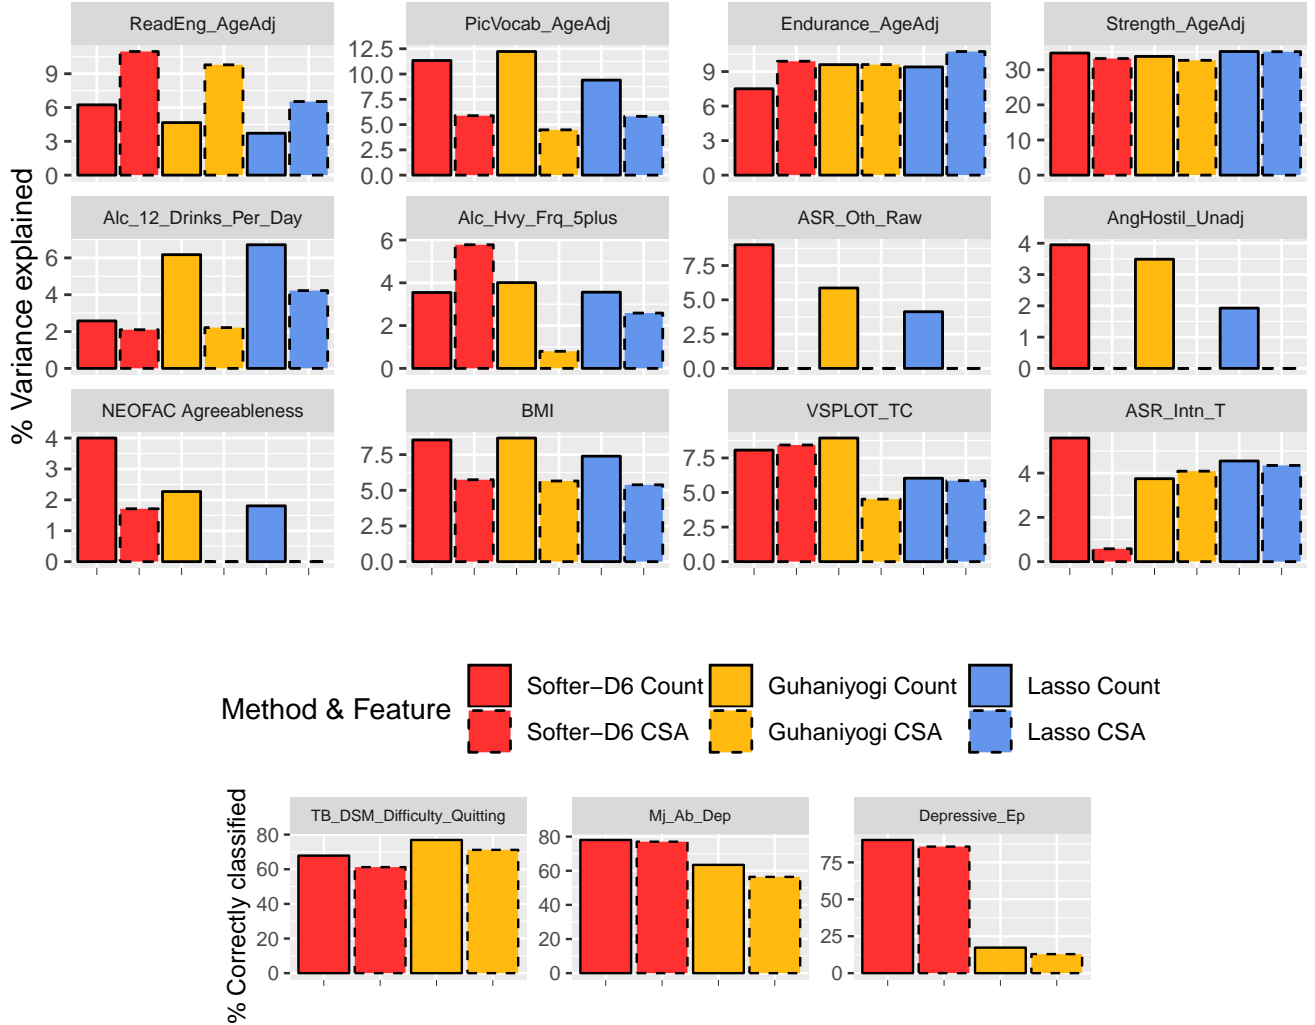 ReadEng_AgeAdj
PicVocab_AgeAdj
Endurance_AgeAdj
Strength_AgeAdj
9
6
3
0
12.5
10.0
7.5
5.0
2.5
0.0
9
6
3
0
30
20
10
0
% Variance explained
Alc_12_Drinks_Per_Day
Alc_Hvy_Frq_5plus
ASR_Oth_Raw
AngHostil_Unadj
6
4
2
0
6
4
2
0
7.5
5.0
2.5
0.0
4
3
2
1
0
NEOFAC Agreeableness
BMI
VSPLOT_TC
ASR_Intn_T
4
3
2
1
0
7.5
5.0
2.5
0.0
7.5
5.0
2.5
0.0
4
2
0
Method & Feature
Softer−D6 Count
Guhaniyogi Count
Lasso Count
Softer−D6 CSA
Guhaniyogi CSA
Lasso CSA
% Correctly classified
TB_DSM_Difficulty_Quitting
Mj_Ab_Dep
Depressive_Ep
80
60
40
20
0
80
60
40
20
0
75
50
25
0